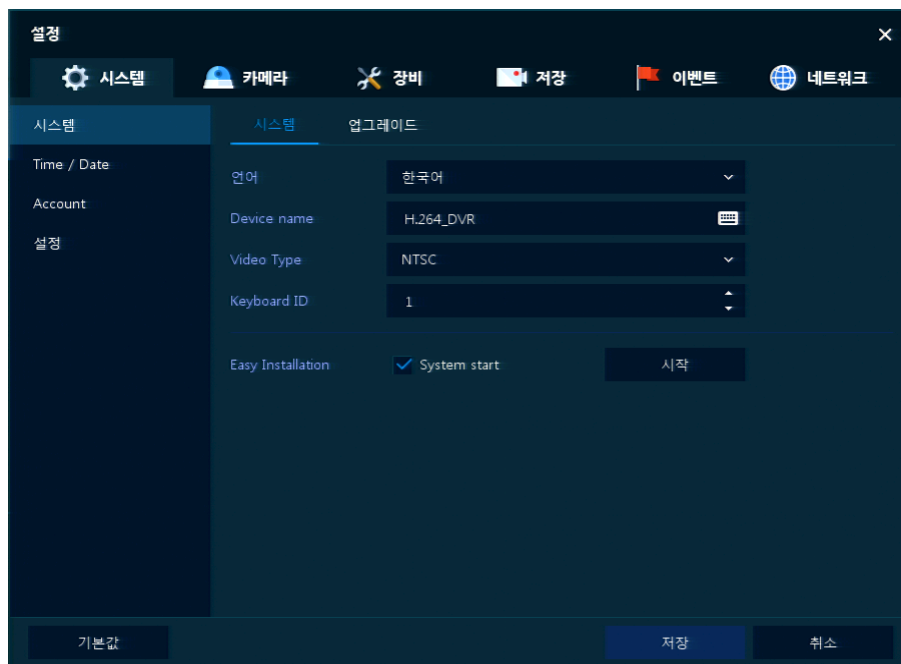 설정
시스템 카메라 장비 저장 이벤트 네트워크
시스템
Time / Date
Account
설정
시스템 업그레이드
언어 한국어
Device name H.264_DVR
Video Type NTSC
Keyboard ID 1
Easy Installation System start 시작
기본값 저장 취소